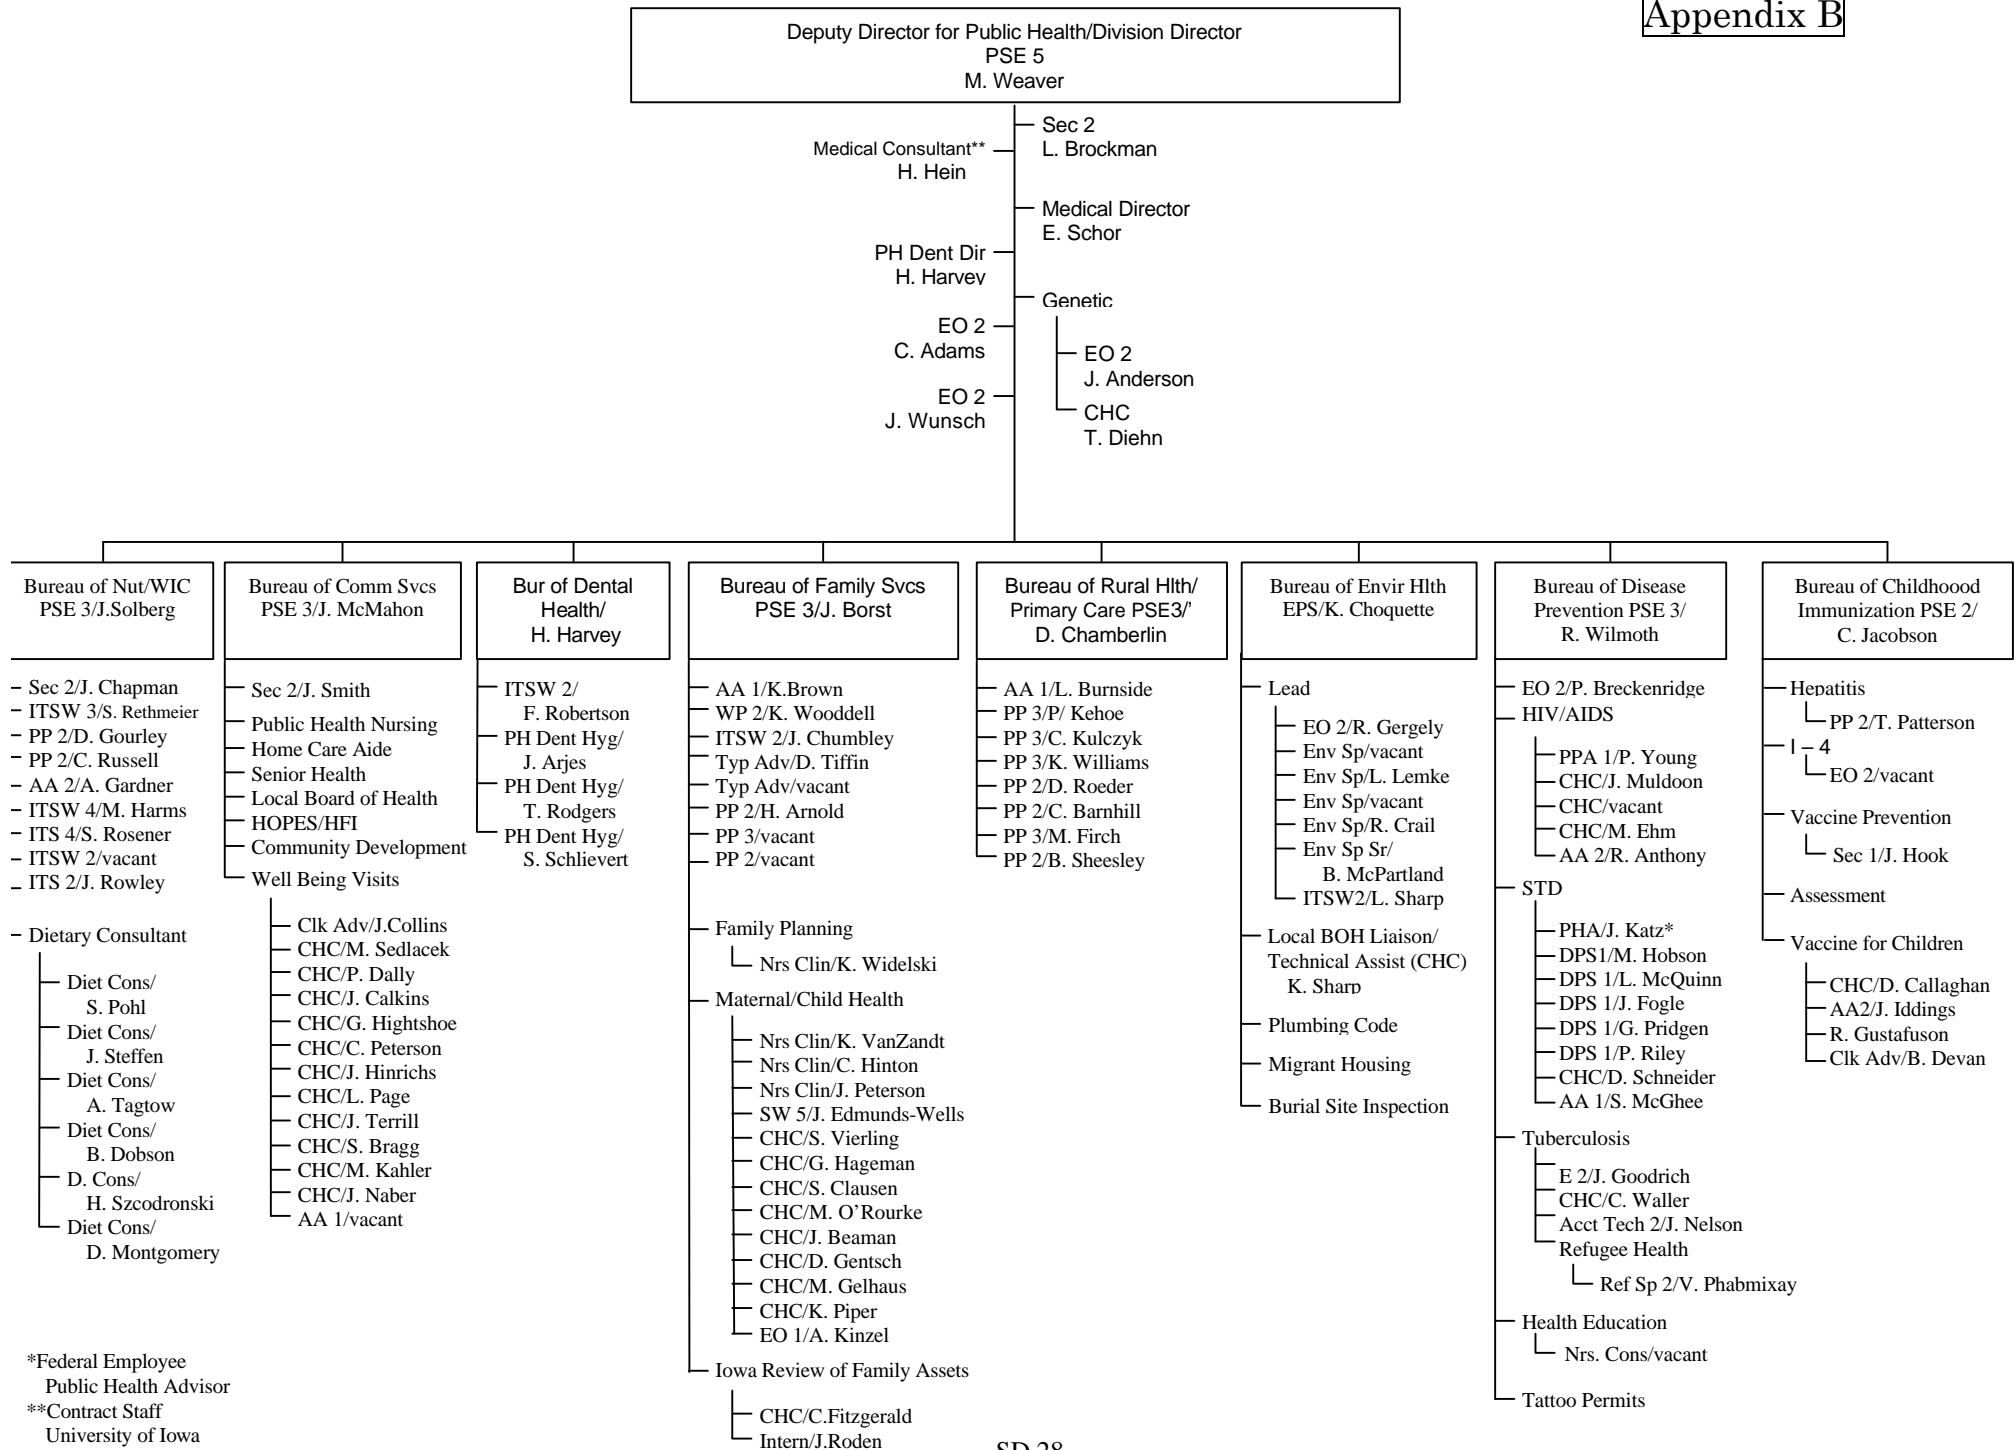 Appendix B
Deputy Director for Public Health/Division Director
PSE 5
M. Weaver
Sec 2
L. Brockman
Medical Consultant**
H. Hein
Medical Director
E. Schor
PH Dent Dir
H. Harvey
Genetic
EO 2
C. Adams
EO 2
J. Anderson
EO 2
J. Wunsch
CHC
T. Diehn
Bureau of Nut/WIC
PSE 3/J.Solberg
Sec 2/J. Chapman
ITSW 3/S. Rethmeier
PP 2/D. Gourley
PP 2/C. Russell
AA 2/A. Gardner
ITSW 4/M. Harms
ITS 4/S. Rosener
ITSW 2/vacant
ITS 2/J. Rowley
Dietary Consultant
Diet Cons/
S. Pohl
Diet Cons/
J. Steffen
Diet Cons/
A. Tagtow
Diet Cons/
B. Dobson
D. Cons/
H. Szcodronski
Diet Cons/
D. Montgomery
Bureau of Comm Svcs
PSE 3/J. McMahon
Sec 2/J. Smith
Public Health Nursing
Home Care Aide
Senior Health
Local Board of Health
HOPES/HFI
Community Development
Well Being Visits
Clk Adv/J.Collins
CHC/M. Sedlacek
CHC/P. Dally
CHC/J. Calkins
CHC/G. Hightshoe
CHC/C. Peterson
CHC/J. Hinrichs
CHC/L. Page
CHC/J. Terrill
CHC/S. Bragg
CHC/M. Kahler
CHC/J. Naber
AA 1/vacant
Bur of Dental
Health/
H. Harvey
ITSW 2/
F. Robertson
PH Dent Hyg/
J. Arjes
PH Dent Hyg/
T. Rodgers
PH Dent Hyg/
S. Schlievert
Bureau of Family Svcs
PSE 3/J. Borst
AA 1/K.Brown
WP 2/K. Wooddell
ITSW 2/J. Chumbley
Typ Adv/D. Tiffin
Typ Adv/vacant
PP 2/H. Arnold
PP 3/vacant
PP 2/vacant
Family Planning
Nrs Clin/K. Widelski
Maternal/Child Health
Nrs Clin/K. VanZandt
Nrs Clin/C. Hinton
Nrs Clin/J. Peterson
SW 5/J. Edmunds-Wells
CHC/S. Vierling
CHC/G. Hageman
CHC/S. Clausen
CHC/M. O'Rourke
CHC/J. Beaman
CHC/D. Gentsch
CHC/M. Gelhaus
CHC/K. Piper
EO 1/A. Kinzel
Iowa Review of Family Assets
CHC/C.Fitzgerald
Intern/J.Roden
Bureau of Rural Hlth/
Primary Care PSE3/'
D. Chamberlin
AA 1/L. Burnside
PP 3/P/ Kehoe
PP 3/C. Kulczyk
PP 3/K. Williams
PP 2/D. Roeder
PP 2/C. Barnhill
PP 3/M. Firch
PP 2/B. Sheesley
Bureau of Envir Hlth
EPS/K. Choquette
Lead
EO 2/R. Gergely
Env Sp/vacant
Env Sp/L. Lemke
Env Sp/vacant
Env Sp/R. Crail
Env Sp Sr/
B. McPartland
ITSW2/L. Sharp
Local BOH Liaison/
Technical Assist (CHC)
K. Sharp
Plumbing Code
Migrant Housing
Burial Site Inspection
Bureau of Disease
Prevention PSE 3/
R. Wilmoth
EO 2/P. Breckenridge
HIV/AIDS
PPA 1/P. Young
CHC/J. Muldoon
CHC/vacant
CHC/M. Ehm
AA 2/R. Anthony
STD
PHA/J. Katz*
DPS1/M. Hobson
DPS 1/L. McQuinn
DPS 1/J. Fogle
DPS 1/G. Pridgen
DPS 1/P. Riley
CHC/D. Schneider
AA 1/S. McGhee
Tuberculosis
E 2/J. Goodrich
CHC/C. Waller
Acct Tech 2/J. Nelson
Refugee Health
Ref Sp 2/V. Phabmixay
Health Education
Nrs. Cons/vacant
Tattoo Permits
Bureau of Childhoood
Immunization PSE 2/
C. Jacobson
Hepatitis
PP 2/T. Patterson
I – 4
EO 2/vacant
Vaccine Prevention
Sec 1/J. Hook
Assessment
Vaccine for Children
CHC/D. Callaghan
AA2/J. Iddings
R. Gustafuson
Clk Adv/B. Devan
*Federal Employee
Public Health Advisor
**Contract Staff
University of Iowa
SD 28